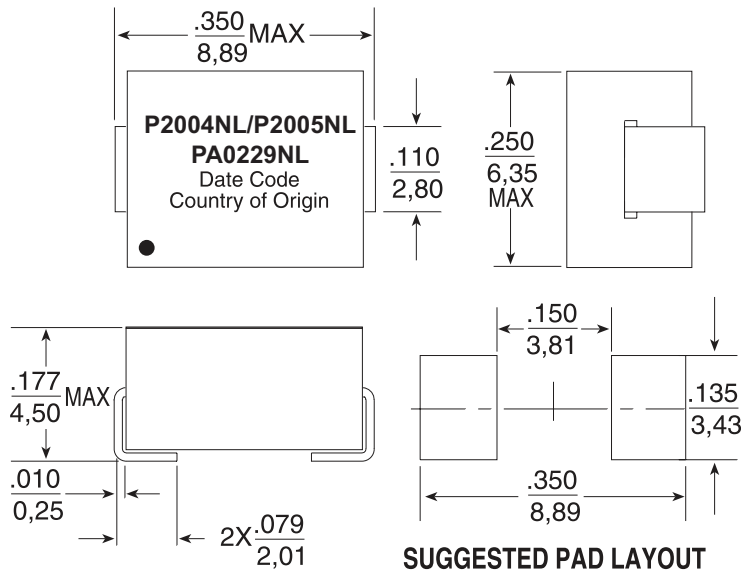 .350
8,89
MAX
P2004NL/P2005NL
PA0229NL
Date Code
Country of Origin
.110
2,80
.250
6,35
MAX
.177
4,50
MAX
.010
0,25
2X .079
2,01
.150
3,81
.135
3,43
.350
8,89
SUGGESTED PAD LAYOUT